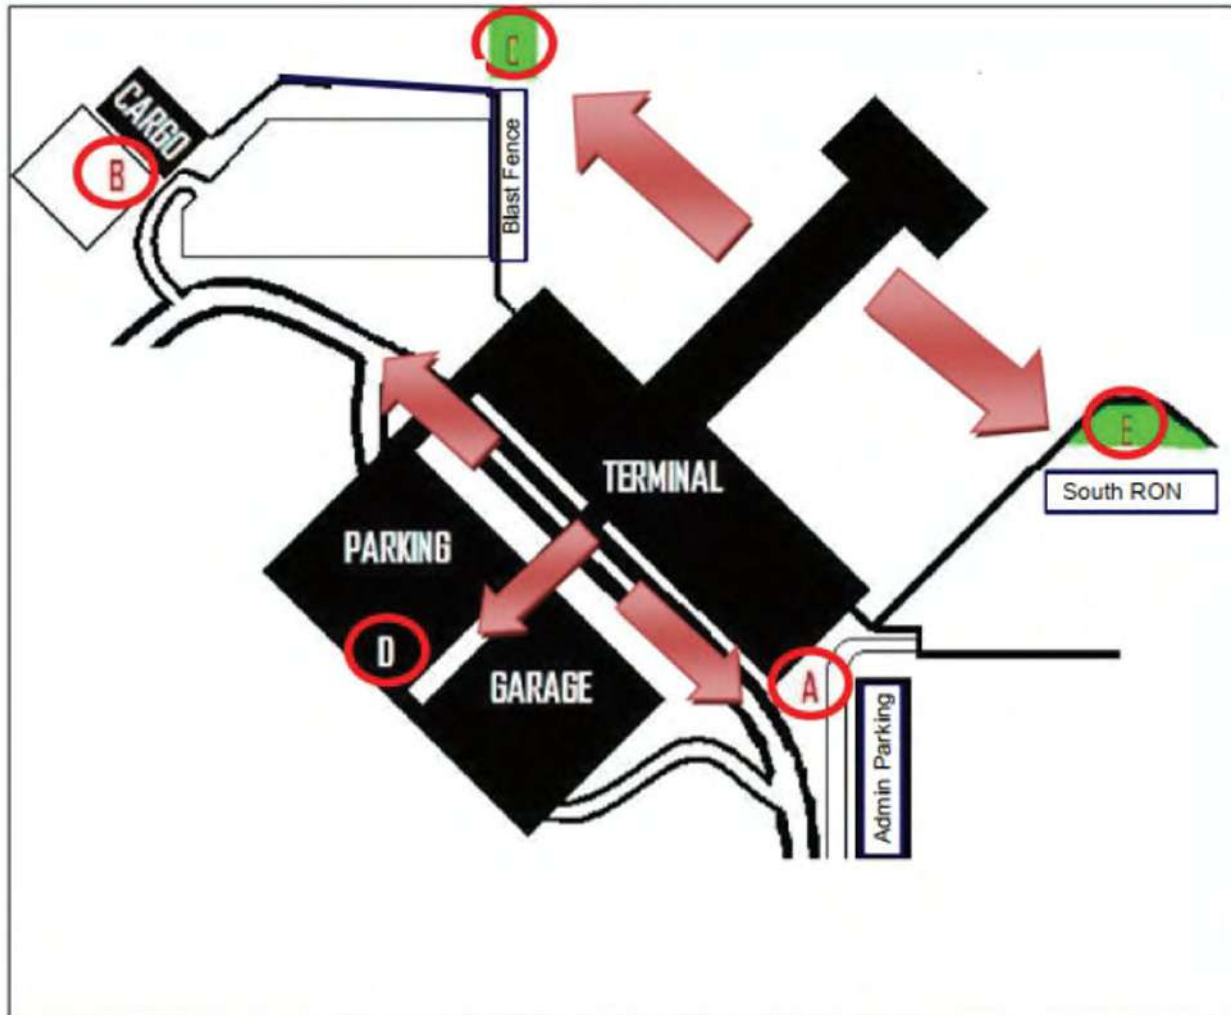 C
CARGO
B
Blast Fence
E
South RON
TERMINAL
PARKING
D
GARAGE
A
Admin Parking